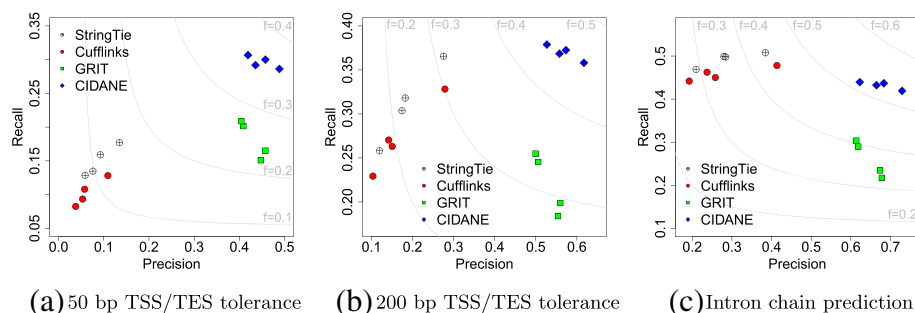 0.35
0.25
0.15
0.05
Recall
0.0
0.1
0.2
0.3
0.4
0.5
Precision
f=0.4
f=0.3
f=0.2
f=0.1
StringTie
Cufflinks
GRIT
CIDANE
(a) 50 bp TSS/TES tolerance
0.40
0.35
0.30
0.25
0.20
Recall
0.1
0.2
0.3
0.4
0.5
0.6
Precision
f=0.2
f=0.3
f=0.4
f=0.5
StringTie
Cufflinks
GRIT
CIDANE
(b) 200 bp TSS/TES tolerance
0.5
0.4
0.3
0.2
0.1
Recall
0.2
0.3
0.4
0.5
0.6
0.7
Precision
f=0.3
f=0.4
f=0.5
f=0.6
f=0.2
StringTie
Cufflinks
GRIT
CIDANE
(c) Intron chain prediction